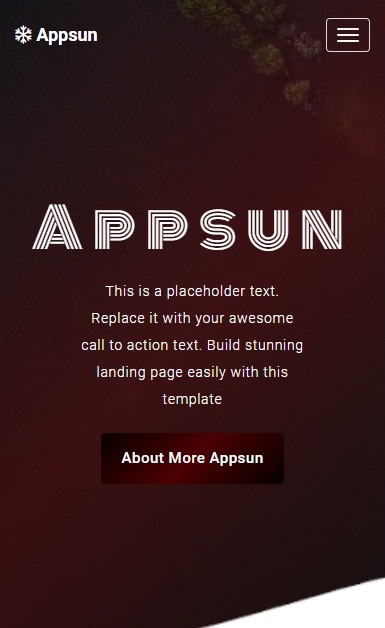 Appsun
APPSUN
This is a placeholder text.
Replace it with your awesome
call to action text. Build stunning
landing page easily with this
template
About More Appsun